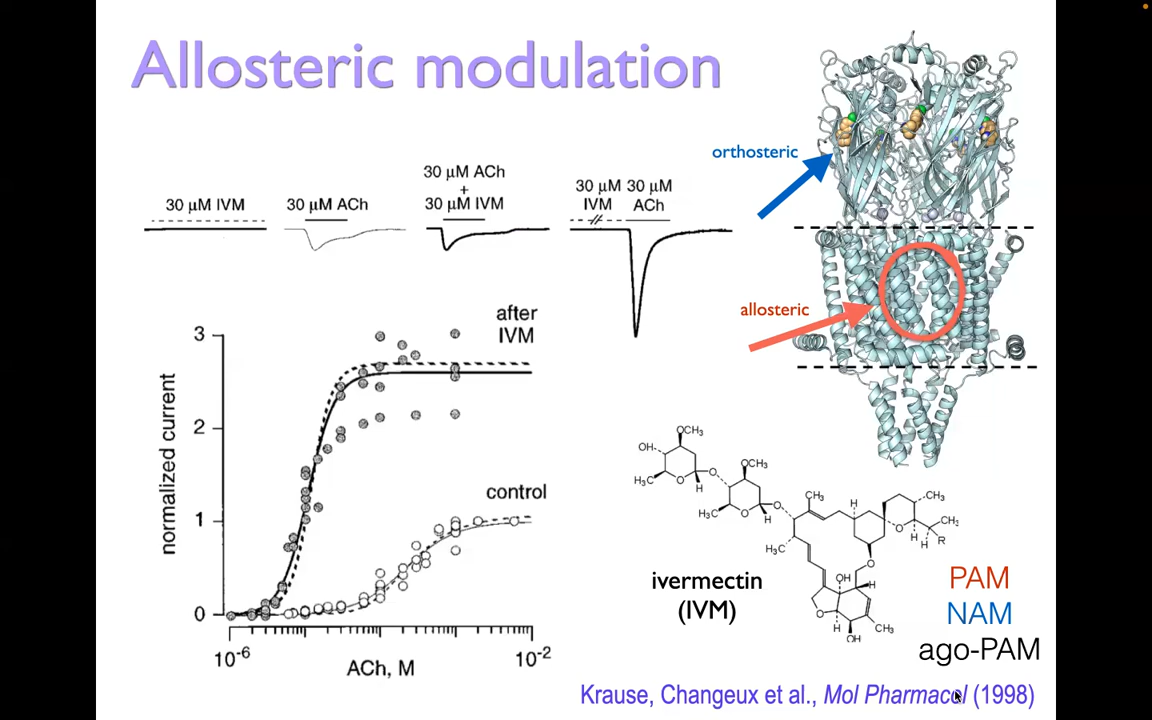 Allosteric modulation
30 µM IVM
30 µM ACh
30 µM ACh
+
30 µM IVM
30 µM
IVM
30 µM
ACh
orthosteric
allosteric
after
IVM
control
normalized current
3
2
1
0
10⁻⁶
10⁻²
ACh, M
OCH₃
OH
H₃C
O
O
H
OCH₃
H₃C
O
O
H
CH₃
H₃C
H
CH₃
O
H
CH₃
H
R
O
OH
H
O
H
CH₃
OH
ivermectin
(IVM)
PAM
NAM
ago-PAM
Krause, Changeux et al., Mol Pharmacol (1998)